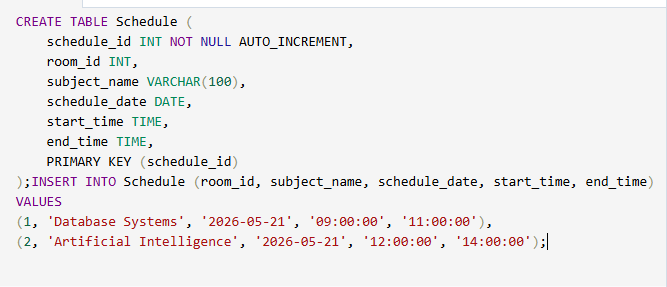 CREATE TABLE Schedule (
    schedule_id INT NOT NULL AUTO_INCREMENT,
    room_id INT,
    subject_name VARCHAR(100),
    schedule_date DATE,
    start_time TIME,
    end_time TIME,
    PRIMARY KEY (schedule_id)
);INSERT INTO Schedule (room_id, subject_name, schedule_date, start_time, end_time)
VALUES
(1, 'Database Systems', '2026-05-21', '09:00:00', '11:00:00'),
(2, 'Artificial Intelligence', '2026-05-21', '12:00:00', '14:00:00');